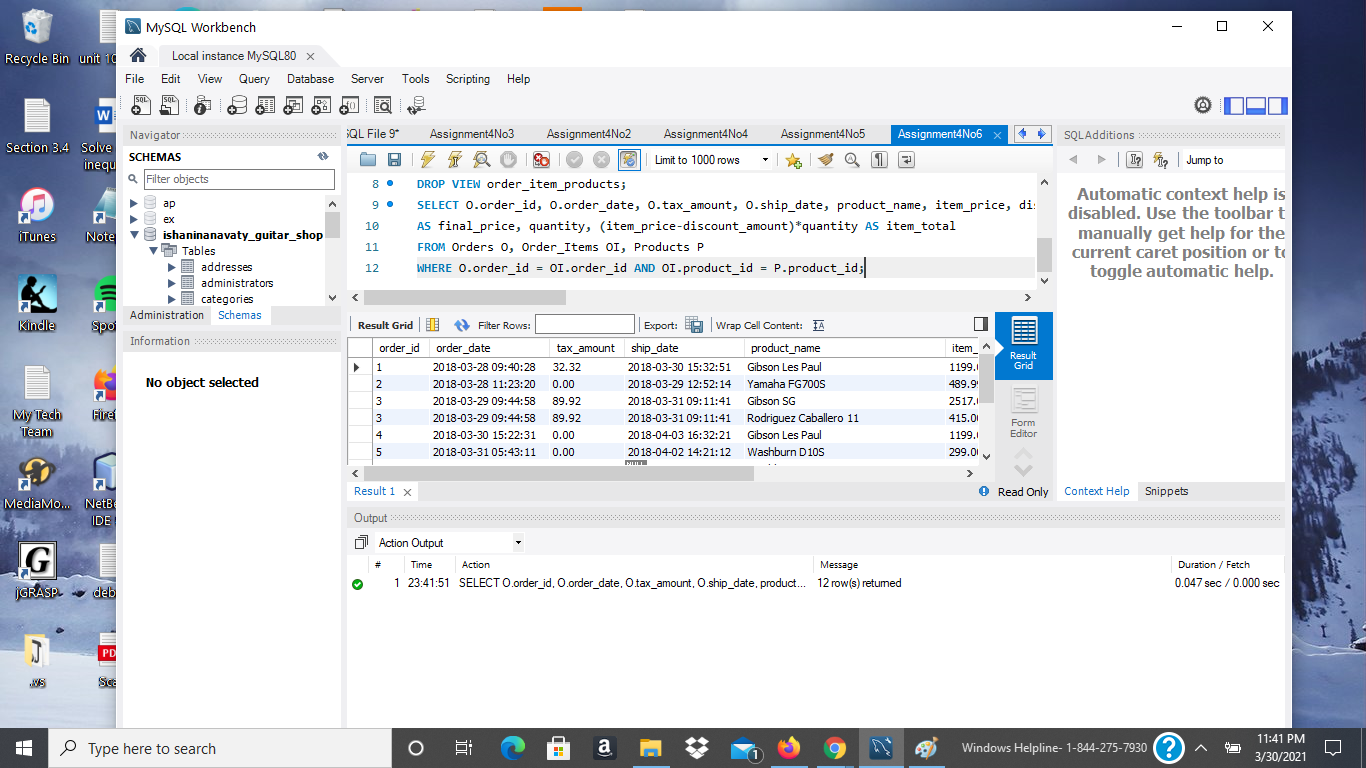 MySQL Workbench
Recycle Bin
unit 10
Local instance MySQL80
File Edit View Query Database Server Tools Scripting Help
SQL File 9* Assignment4No3 Assignment4No2 Assignment4No4 Assignment4No5 Assignment4No6
Navigator
SQLAdditions
SCHEMAS
Limit to 1000 rows
Jump to
Filter objects
Section 3.4
Solve
inequ
8 DROP VIEW order_item_products;
9 SELECT O.order_id, O.order_date, O.tax_amount, O.ship_date, product_name, item_price, dis
10 AS final_price, quantity, (item_price-discount_amount)*quantity AS item_total
11 FROM Orders O, Order_Items OI, Products P
12 WHERE O.order_id = OI.order_id AND OI.product_id = P.product_id;
ap
ex
ishaninanavaty_guitar_shop
Tables
addresses
administrators
categories
Automatic context help is
disabled. Use the toolbar t
manually get help for the
current caret position or to
toggle automatic help.
iTunes
Note
Administration Schemas
Information
No object selected
Kindle
Spot
Result Grid Filter Rows: Export: Wrap Cell Content:
order_id order_date tax_amount ship_date product_name item_
1 2018-03-28 09:40:28 32.32 2018-03-30 15:32:51 Gibson Les Paul 1199.0
2 2018-03-28 11:23:20 0.00 2018-03-29 12:52:14 Yamaha FG700S 489.99
3 2018-03-29 09:44:58 89.92 2018-03-31 09:11:41 Gibson SG 2517.0
3 2018-03-29 09:44:58 89.92 2018-03-31 09:11:41 Rodriguez Caballero 11 415.00
4 2018-03-30 15:22:31 0.00 2018-04-03 16:32:21 Gibson Les Paul 1199.0
5 2018-03-31 05:43:11 0.00 2018-04-02 14:21:12 Washburn D10S 299.00
NULL
Result
Grid
Form
Editor
My Tech
Team
Firef
Result 1
Read Only
Context Help Snippets
MediaMo...
NetBe
IDE
Output
Action Output
# Time Action Message Duration / Fetch
1 23:41:51 SELECT O.order_id, O.order_date, O.tax_amount, O.ship_date, product... 12 row(s) returned 0.047 sec / 0.000 sec
jGRASP
deb
.vs
PD
Sca
Type here to search
Windows Helpline- 1-844-275-7930
11:41 PM
3/30/2021